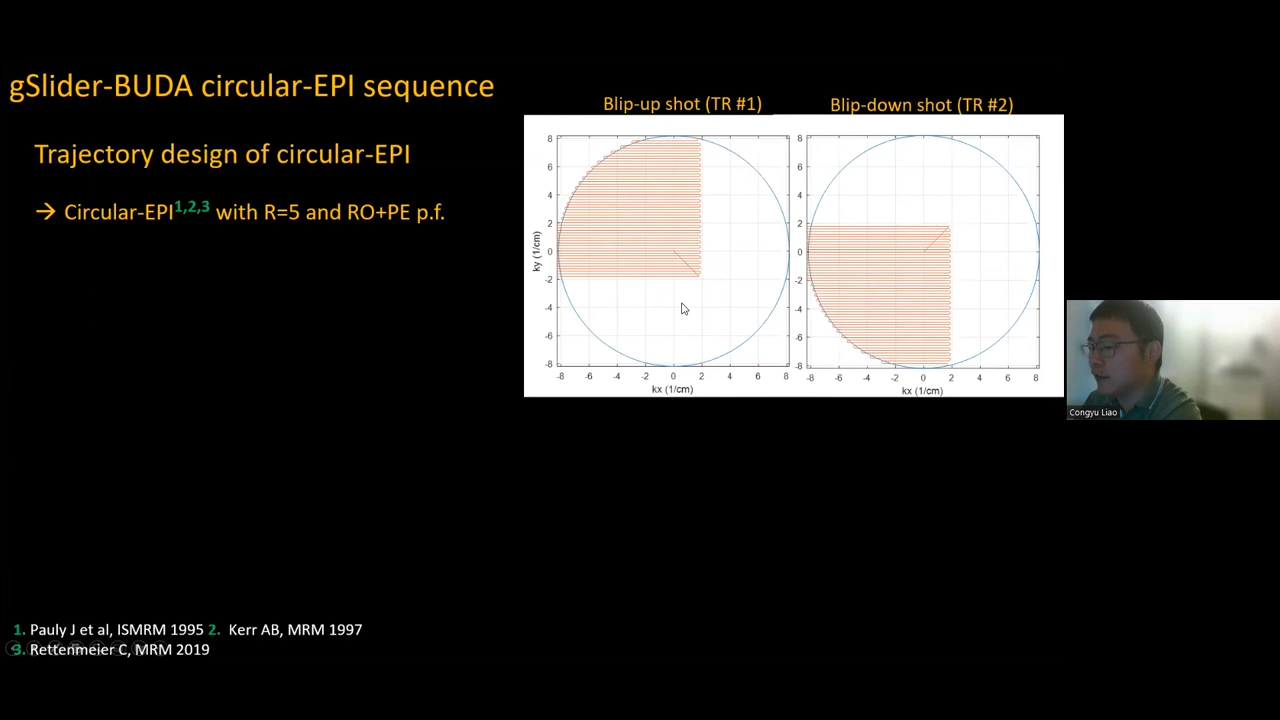 gSlider-BUDA circular-EPI sequence
Trajectory design of circular-EPI
→ Circular-EPI1,2,3 with R=5 and RO+PE p.f.
Blip-up shot (TR #1)
Blip-down shot (TR #2)
8
6
4
2
0
-2
-4
-6
-8
ky (1/cm)
-8 -6 -4 -2 0 2 4 6 8
kx (1/cm)
8
6
4
2
0
-2
-4
-6
-8
-8 -6 -4 -2 0 2 4 6 8
kx (1/cm)
Congyu Liao
1. Pauly J et al, ISMRM 1995 2. Kerr AB, MRM 1997
3. Rettenmeier C, MRM 2019